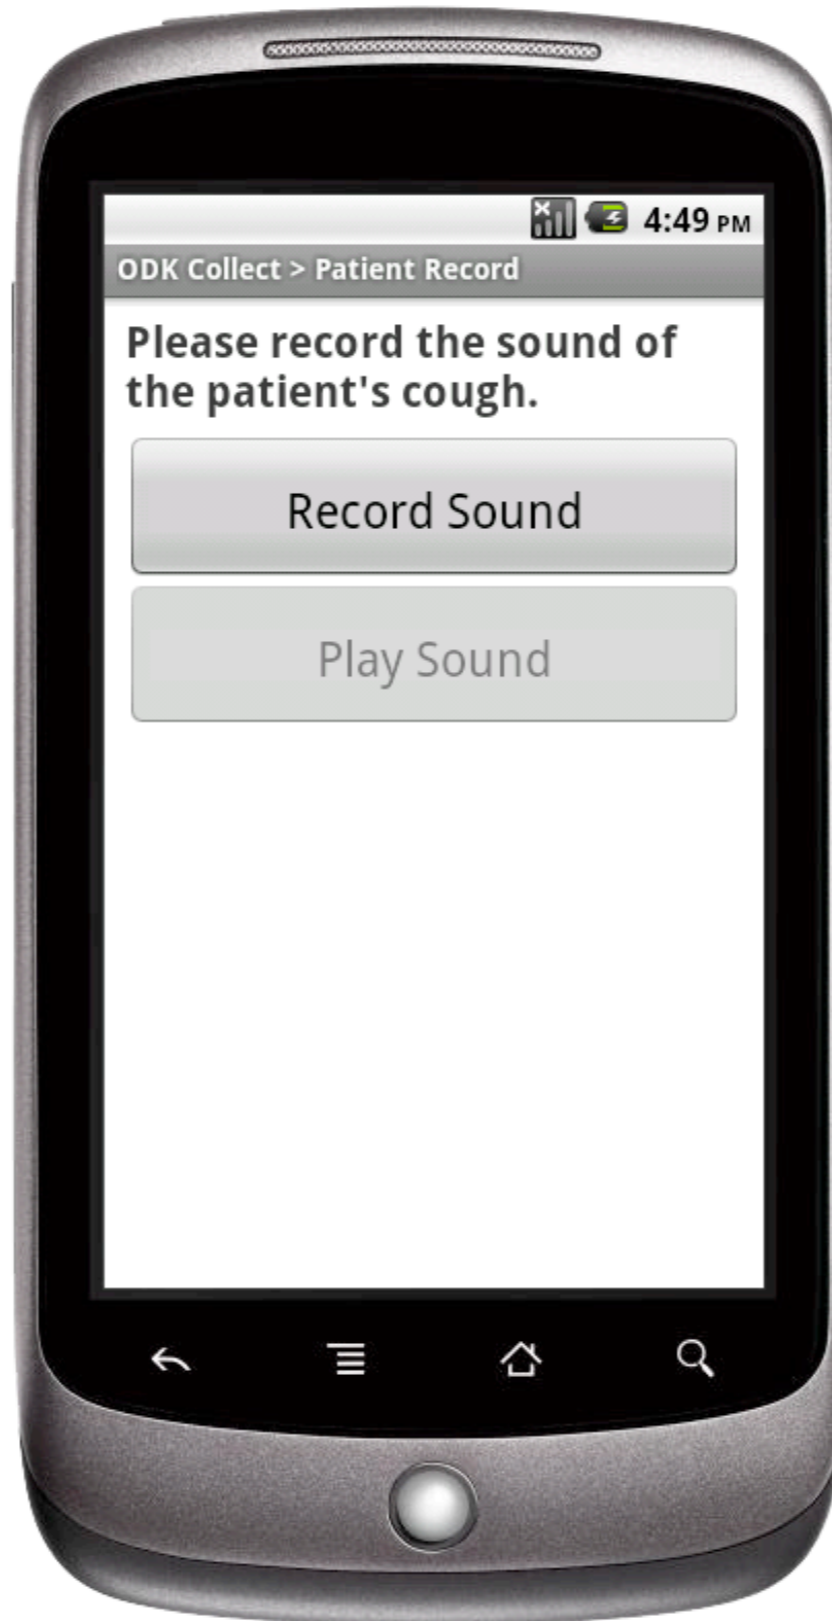 4:49 PM
ODK Collect > Patient Record
Please record the sound of
the patient's cough.
Record Sound
Play Sound